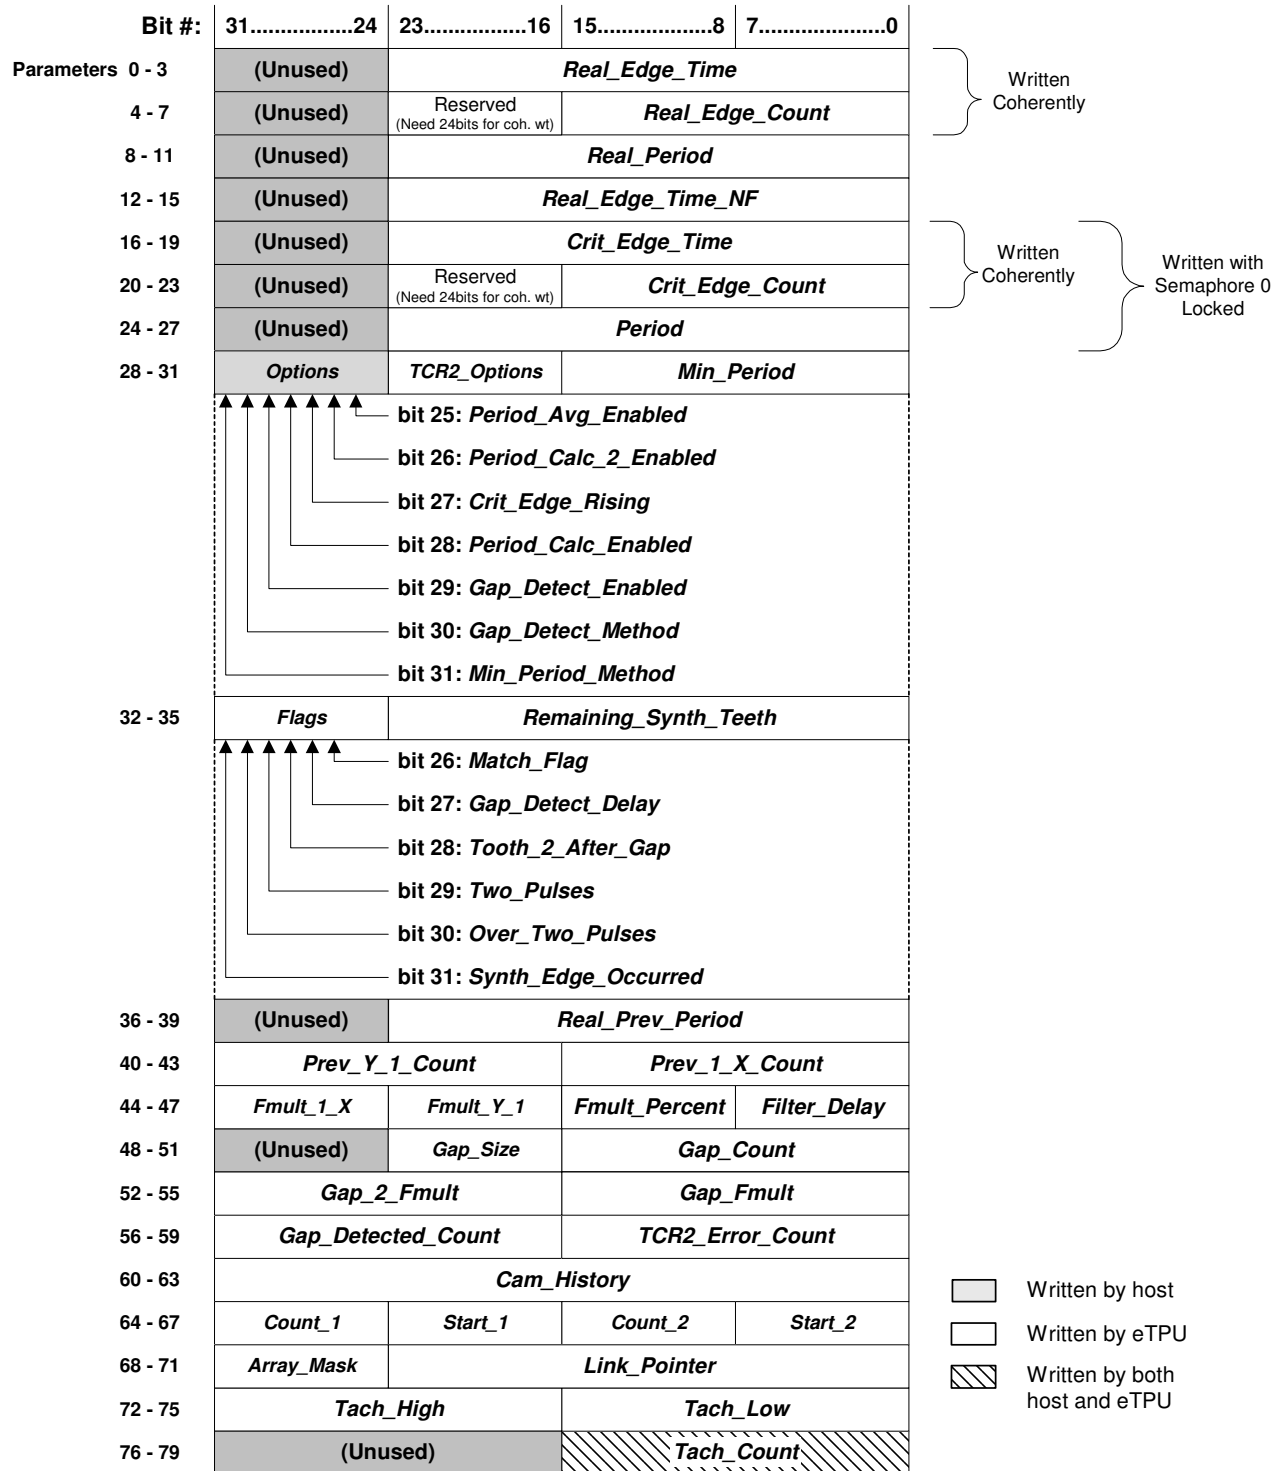 Bit #: 31.................24 23................16 15...................8 7.....................0
Parameters 0 - 3 (Unused) Real_Edge_Time
Written
Coherently
4 - 7 (Unused) Reserved Real_Edge_Count
(Need 24bits for coh. wt)
8 - 11 (Unused) Real_Period
12 - 15 (Unused) Real_Edge_Time_NF
16 - 19 (Unused) Crit_Edge_Time
Written
Coherently
Written with
Semaphore 0
Locked
20 - 23 (Unused) Reserved Crit_Edge_Count
(Need 24bits for coh. wt)
24 - 27 (Unused) Period
28 - 31 Options TCR2_Options Min_Period
bit 25: Period_Avg_Enabled
bit 26: Period_Calc_2_Enabled
bit 27: Crit_Edge_Rising
bit 28: Period_Calc_Enabled
bit 29: Gap_Detect_Enabled
bit 30: Gap_Detect_Method
bit 31: Min_Period_Method
32 - 35 Flags Remaining_Synth_Teeth
bit 26: Match_Flag
bit 27: Gap_Detect_Delay
bit 28: Tooth_2_After_Gap
bit 29: Two_Pulses
bit 30: Over_Two_Pulses
bit 31: Synth_Edge_Occurred
36 - 39 (Unused) Real_Prev_Period
40 - 43 Prev_Y_1_Count Prev_1_X_Count
44 - 47 Fmult_1_X Fmult_Y_1 Fmult_Percent Filter_Delay
48 - 51 (Unused) Gap_Size Gap_Count
52 - 55 Gap_2_Fmult Gap_Fmult
56 - 59 Gap_Detected_Count TCR2_Error_Count
60 - 63 Cam_History
64 - 67 Count_1 Start_1 Count_2 Start_2
68 - 71 Array_Mask Link_Pointer
72 - 75 Tach_High Tach_Low
76 - 79 (Unused) Tach_Count
Written by host
Written by eTPU
Written by both
host and eTPU